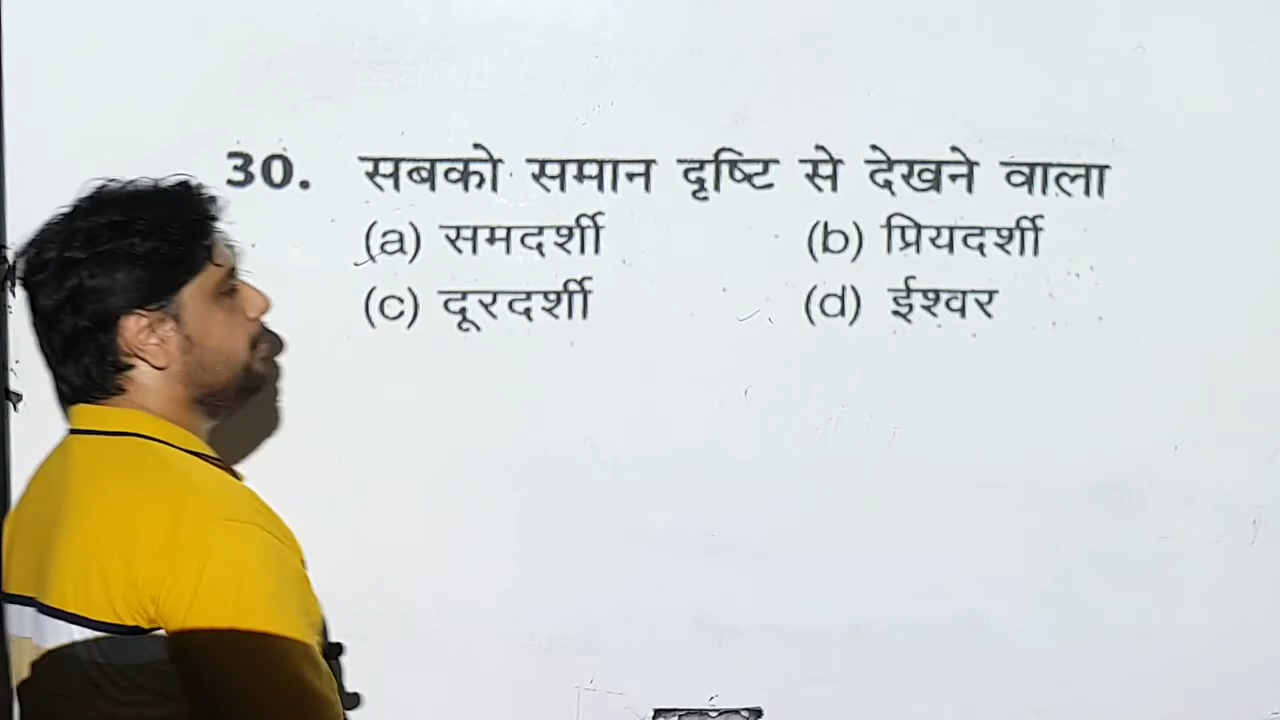 30. सबको समान दृष्टि से देखने वाला
(a) समदर्शी (b) प्रियदर्शी
(c) दूरदर्शी (d) ईश्वर